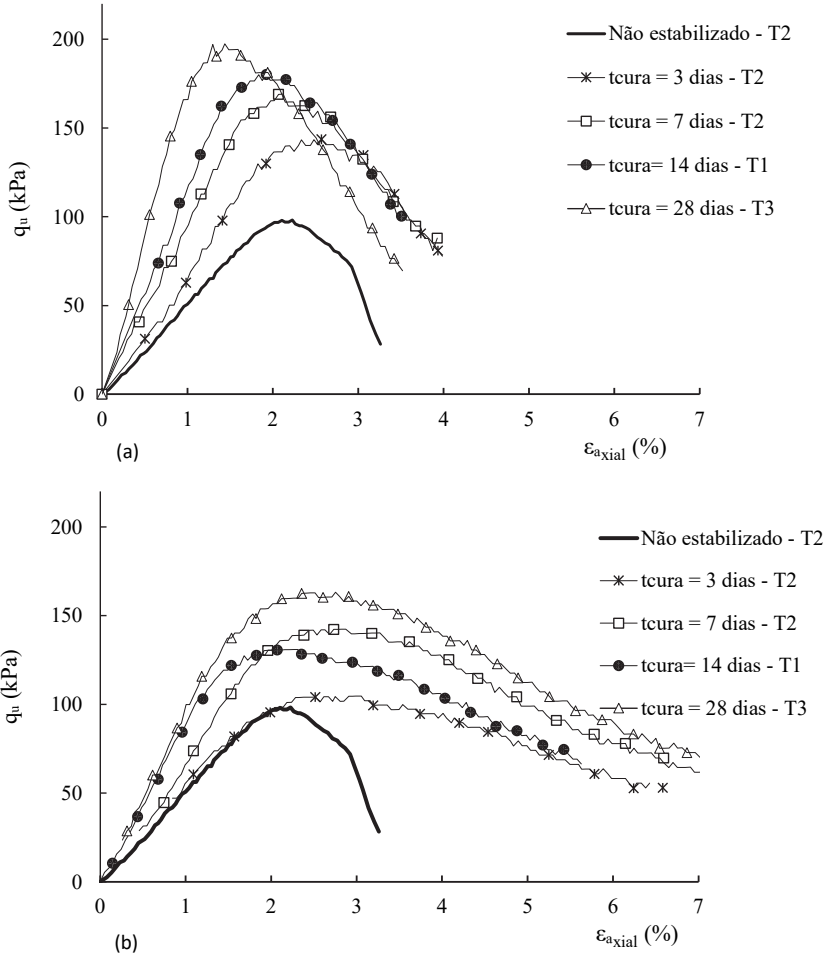 200
150
100
50
0
qu (kPa)
Não estabilizado - T2
tcura = 3 dias - T2
tcura = 7 dias - T2
tcura= 14 dias - T1
tcura = 28 dias - T3
0 1 2 3 4 5 6 7
(a)
εaxial (%)
200
150
100
50
0
qu (kPa)
Não estabilizado - T2
tcura = 3 dias - T2
tcura = 7 dias - T2
tcura= 14 dias - T1
tcura = 28 dias - T3
0 1 2 3 4 5 6 7
(b)
εaxial (%)